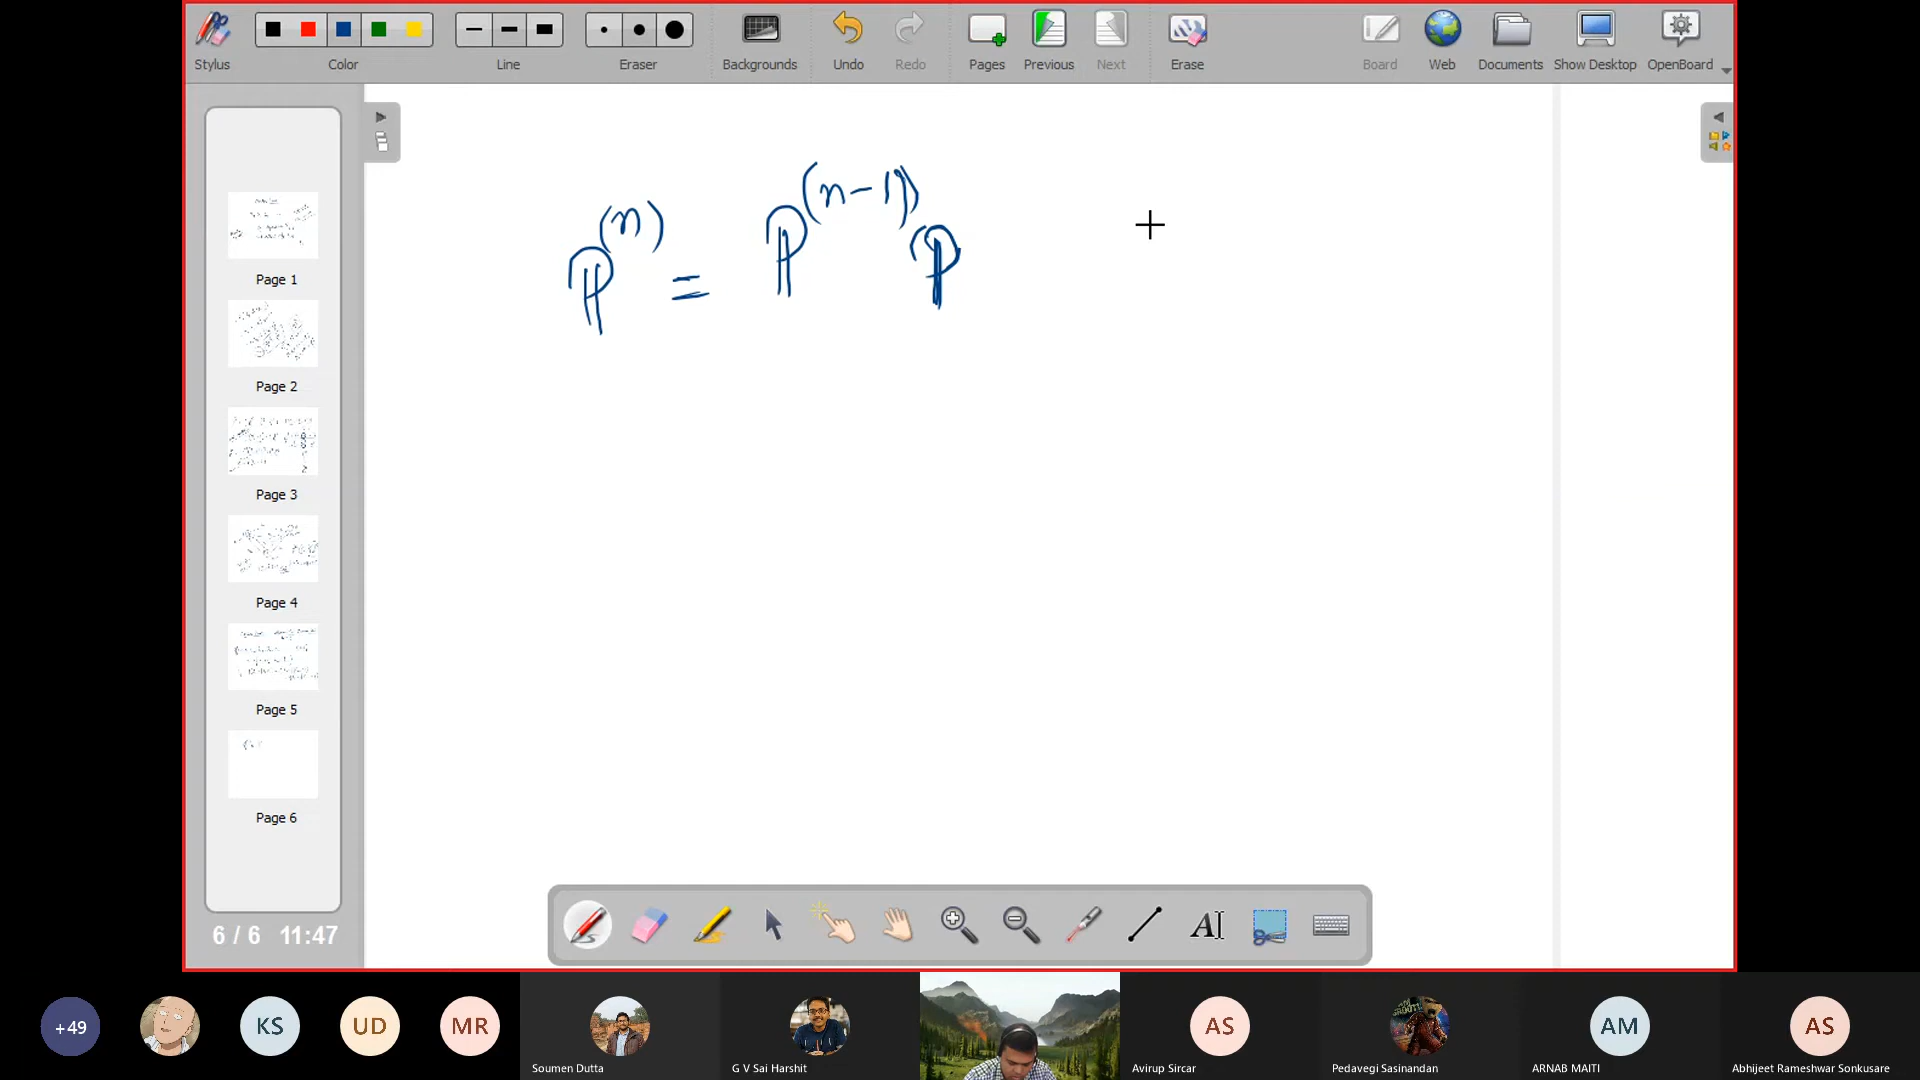 Stylus Color Line Eraser Backgrounds Undo Redo Pages Previous Next Erase Board Web Documents Show Desktop OpenBoard
ℙ^(n) = ℙ^(n-1) ℙ
Page 1
Page 2
Page 3
Page 4
Page 5
Page 6
6 / 6 11:47
+49 KS UD MR AS AM AS
Soumen Dutta G V Sai Harshit Avirup Sircar Pedavegi Sasinandan ARNAB MAITI Abhijeet Rameshwar Sonkusare